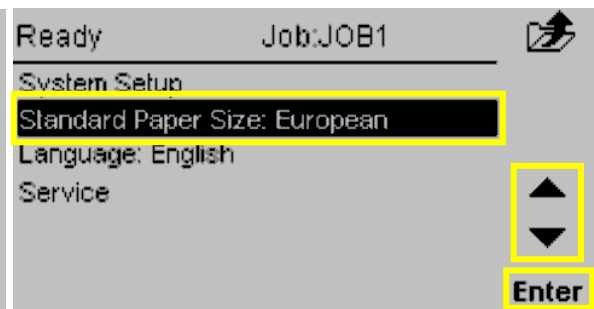 Ready Job:JOB1
System Setup
Standard Paper Size: European
Language: English
Service
Enter